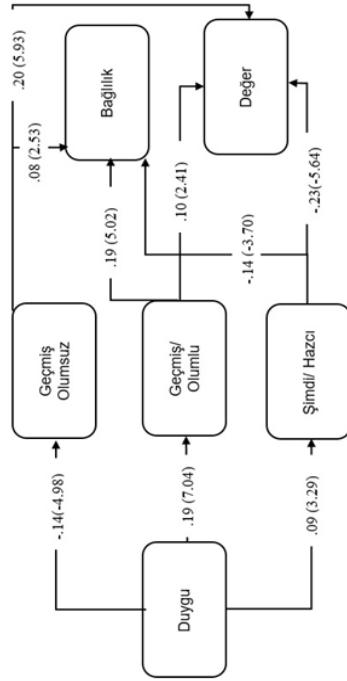 Duygu
-.14(-4.98)
.19 (7.04)
.09 (3.29)
Geçmiş
Olumsuz
Geçmiş/
Olumlu
Şimdi/ Hazcı
.20 (5.93)
.08 (2.53)
.19 (5.02)
.10 (2.41)
-.14 (-3.70)
-.23(-5.64)
Bağlılık
Değer